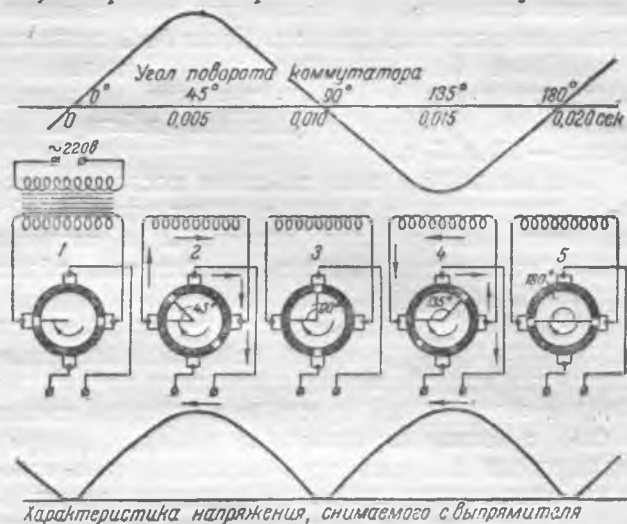 Угол поворота коммутатора
0° 45° 90° 135° 180°
0 0,005 0,010 0,015 0,020 сек
~220в
1 2 3 4 5
45° 90° 135° 180°
Характеристика напряжения, снимаемого с выпрямителя